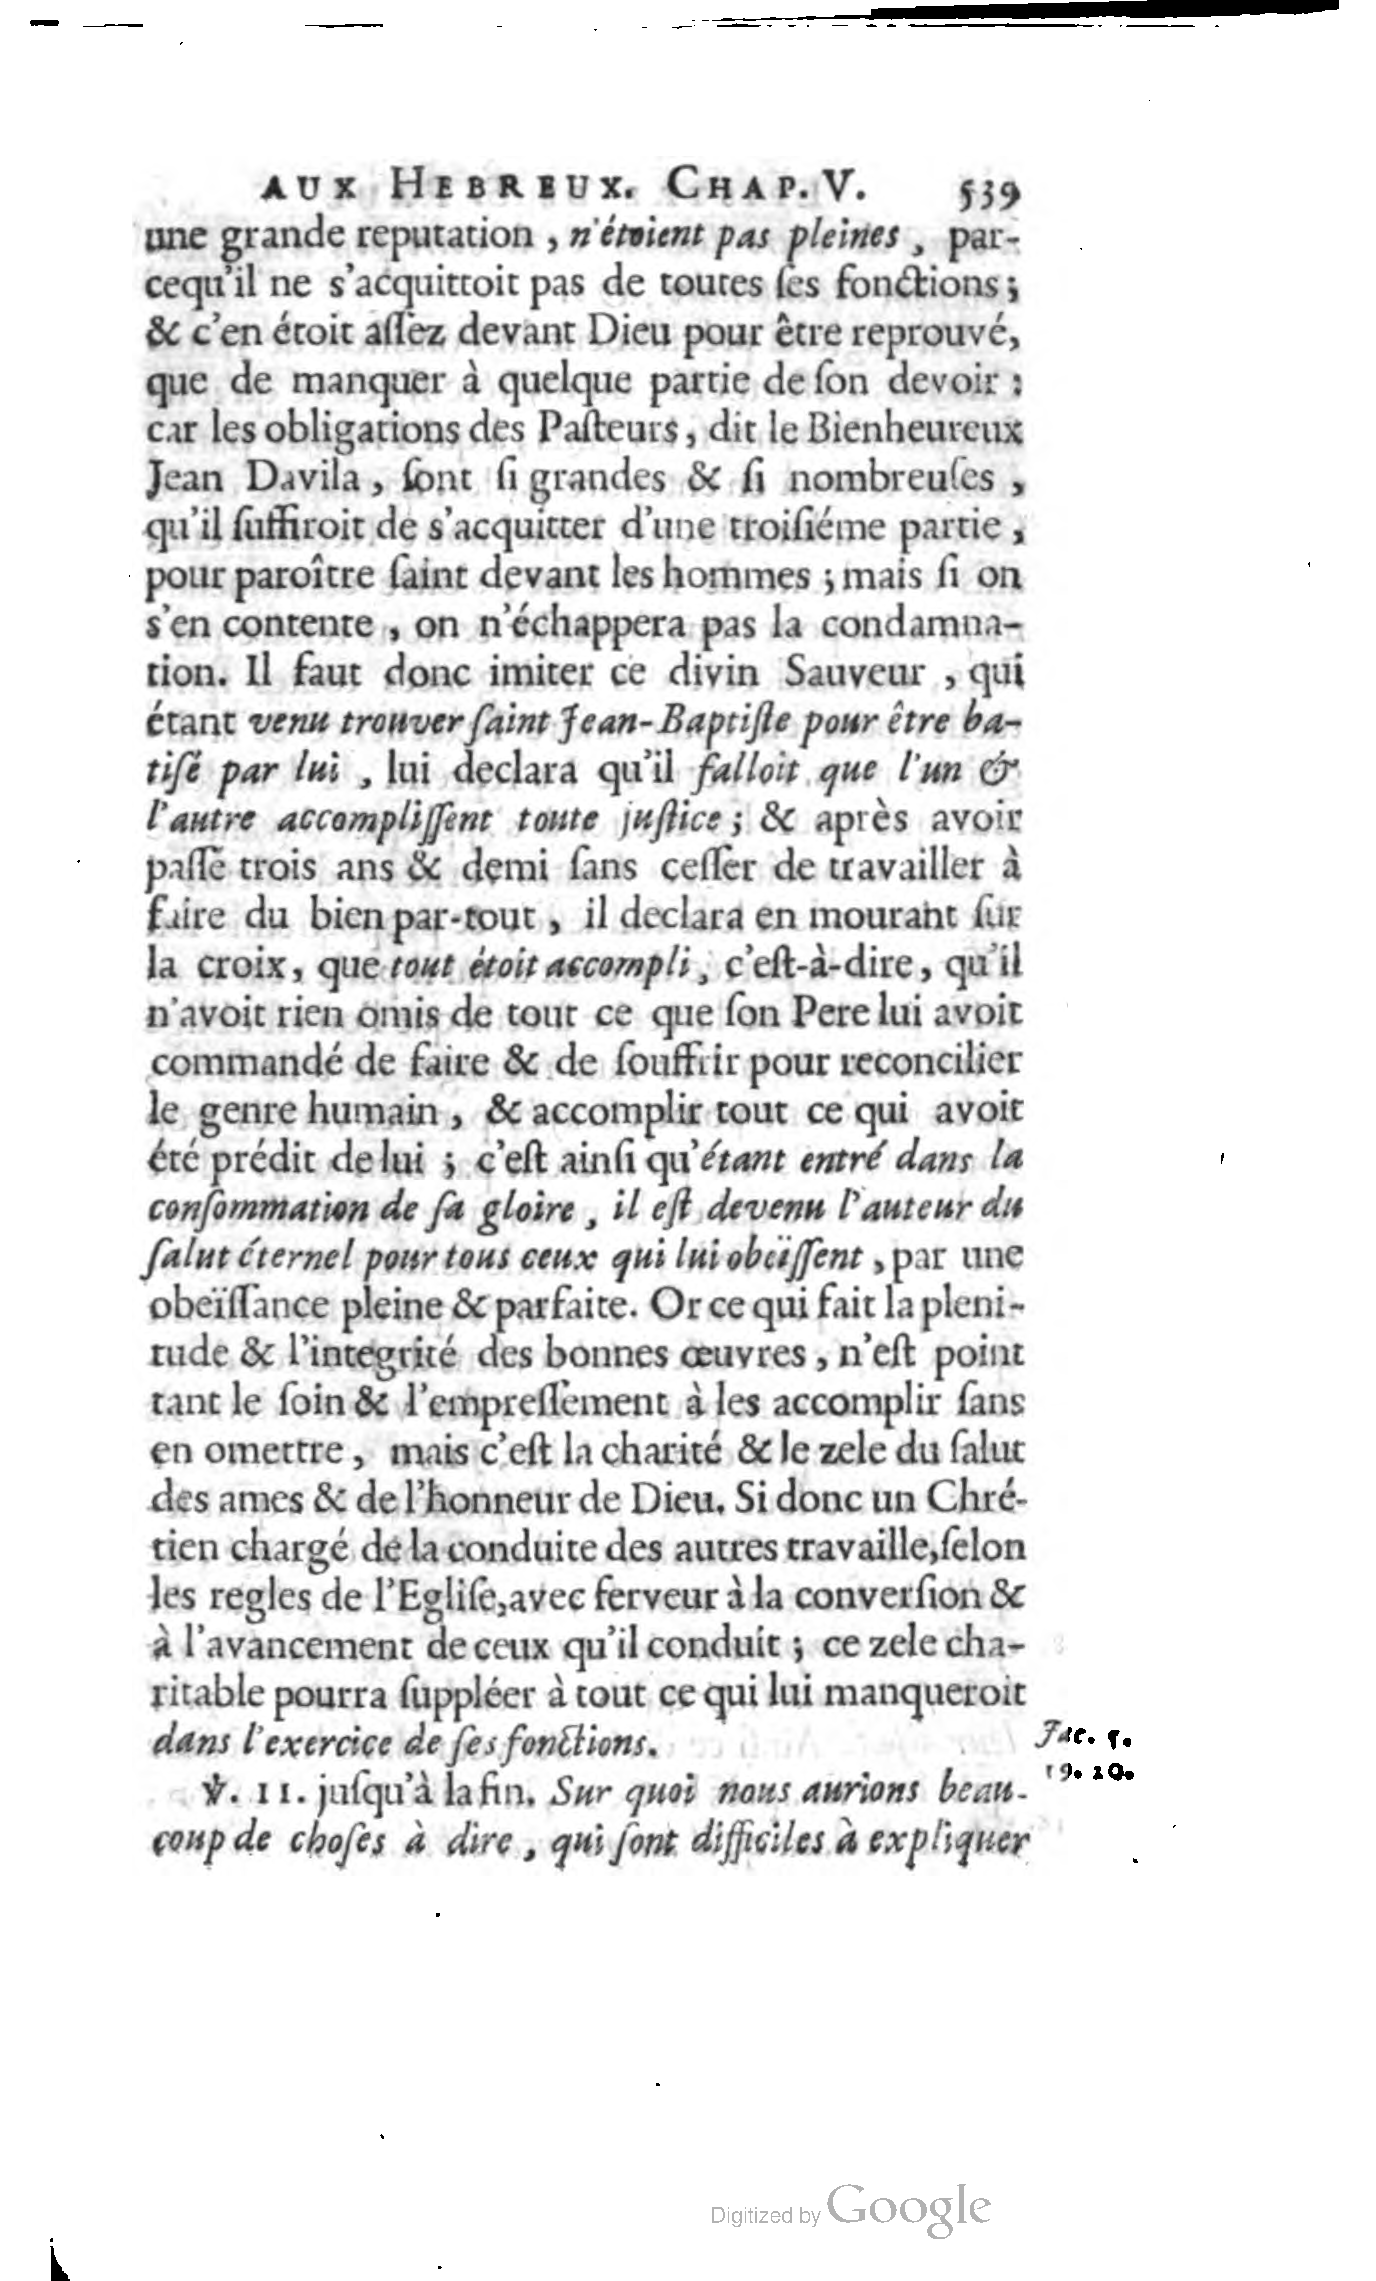 AUX HEBREUX. CHAP. V. 539
une grande reputation, n'étoient pas pleines, par-
cequ'il ne s'acquittoit pas de toutes ſes fonctions;
& c'en étoit aſſez devant Dieu pour être reprouvé,
que de manquer à quelque partie de ſon devoir:
car les obligations des Paſteurs, dit le Bienheureux
Jean Davila, ſont ſi grandes & ſi nombreuſes,
qu'il ſuffiroit de s'acquitter d'une troiſiéme partie,
pour paroître ſaint devant les hommes; mais ſi on
s'en contente, on n'échappera pas la condamna-
tion. Il faut donc imiter ce divin Sauveur, qui
étant venu trouver ſaint Jean-Baptiſte pour être ba-
tiſé par lui, lui declara qu'il falloit que l'un &
l'autre accompliſſent toute juſtice; & après avoir
paſſé trois ans & demi ſans ceſſer de travailler à
faire du bien par-tout, il declara en mourant ſur
la croix, que tout étoit accompli, c'eſt-à-dire, qu'il
n'avoit rien omis de tout ce que ſon Pere lui avoit
commandé de faire & de ſouffrir pour reconcilier
le genre humain, & accomplir tout ce qui avoit
été prédit de lui; c'eſt ainſi qu'étant entré dans la
conſommation de ſa gloire, il eſt devenu l'auteur du
ſalut éternel pour tous ceux qui lui obeïſſent, par une
obeïſſance pleine & parfaite. Or ce qui fait la pleni-
tude & l'integrité des bonnes œuvres, n'eſt point
tant le ſoin & l'empreſſement à les accomplir ſans
en omettre, mais c'eſt la charité & le zele du ſalut
des ames & de l'honneur de Dieu. Si donc un Chré-
tien chargé de la conduite des autres travaille, ſelon
les regles de l'Egliſe, avec ferveur à la converſion &
à l'avancement de ceux qu'il conduit; ce zele cha-
ritable pourra ſuppléer à tout ce qui lui manqueroit
dans l'exercice de ſes fonctions.
Jac. 5.
19. 20.
℣. 11. juſqu'à la fin. Sur quoi nous aurions beau-
coup de choſes à dire, qui ſont difficiles à expliquer
Digitized by Google